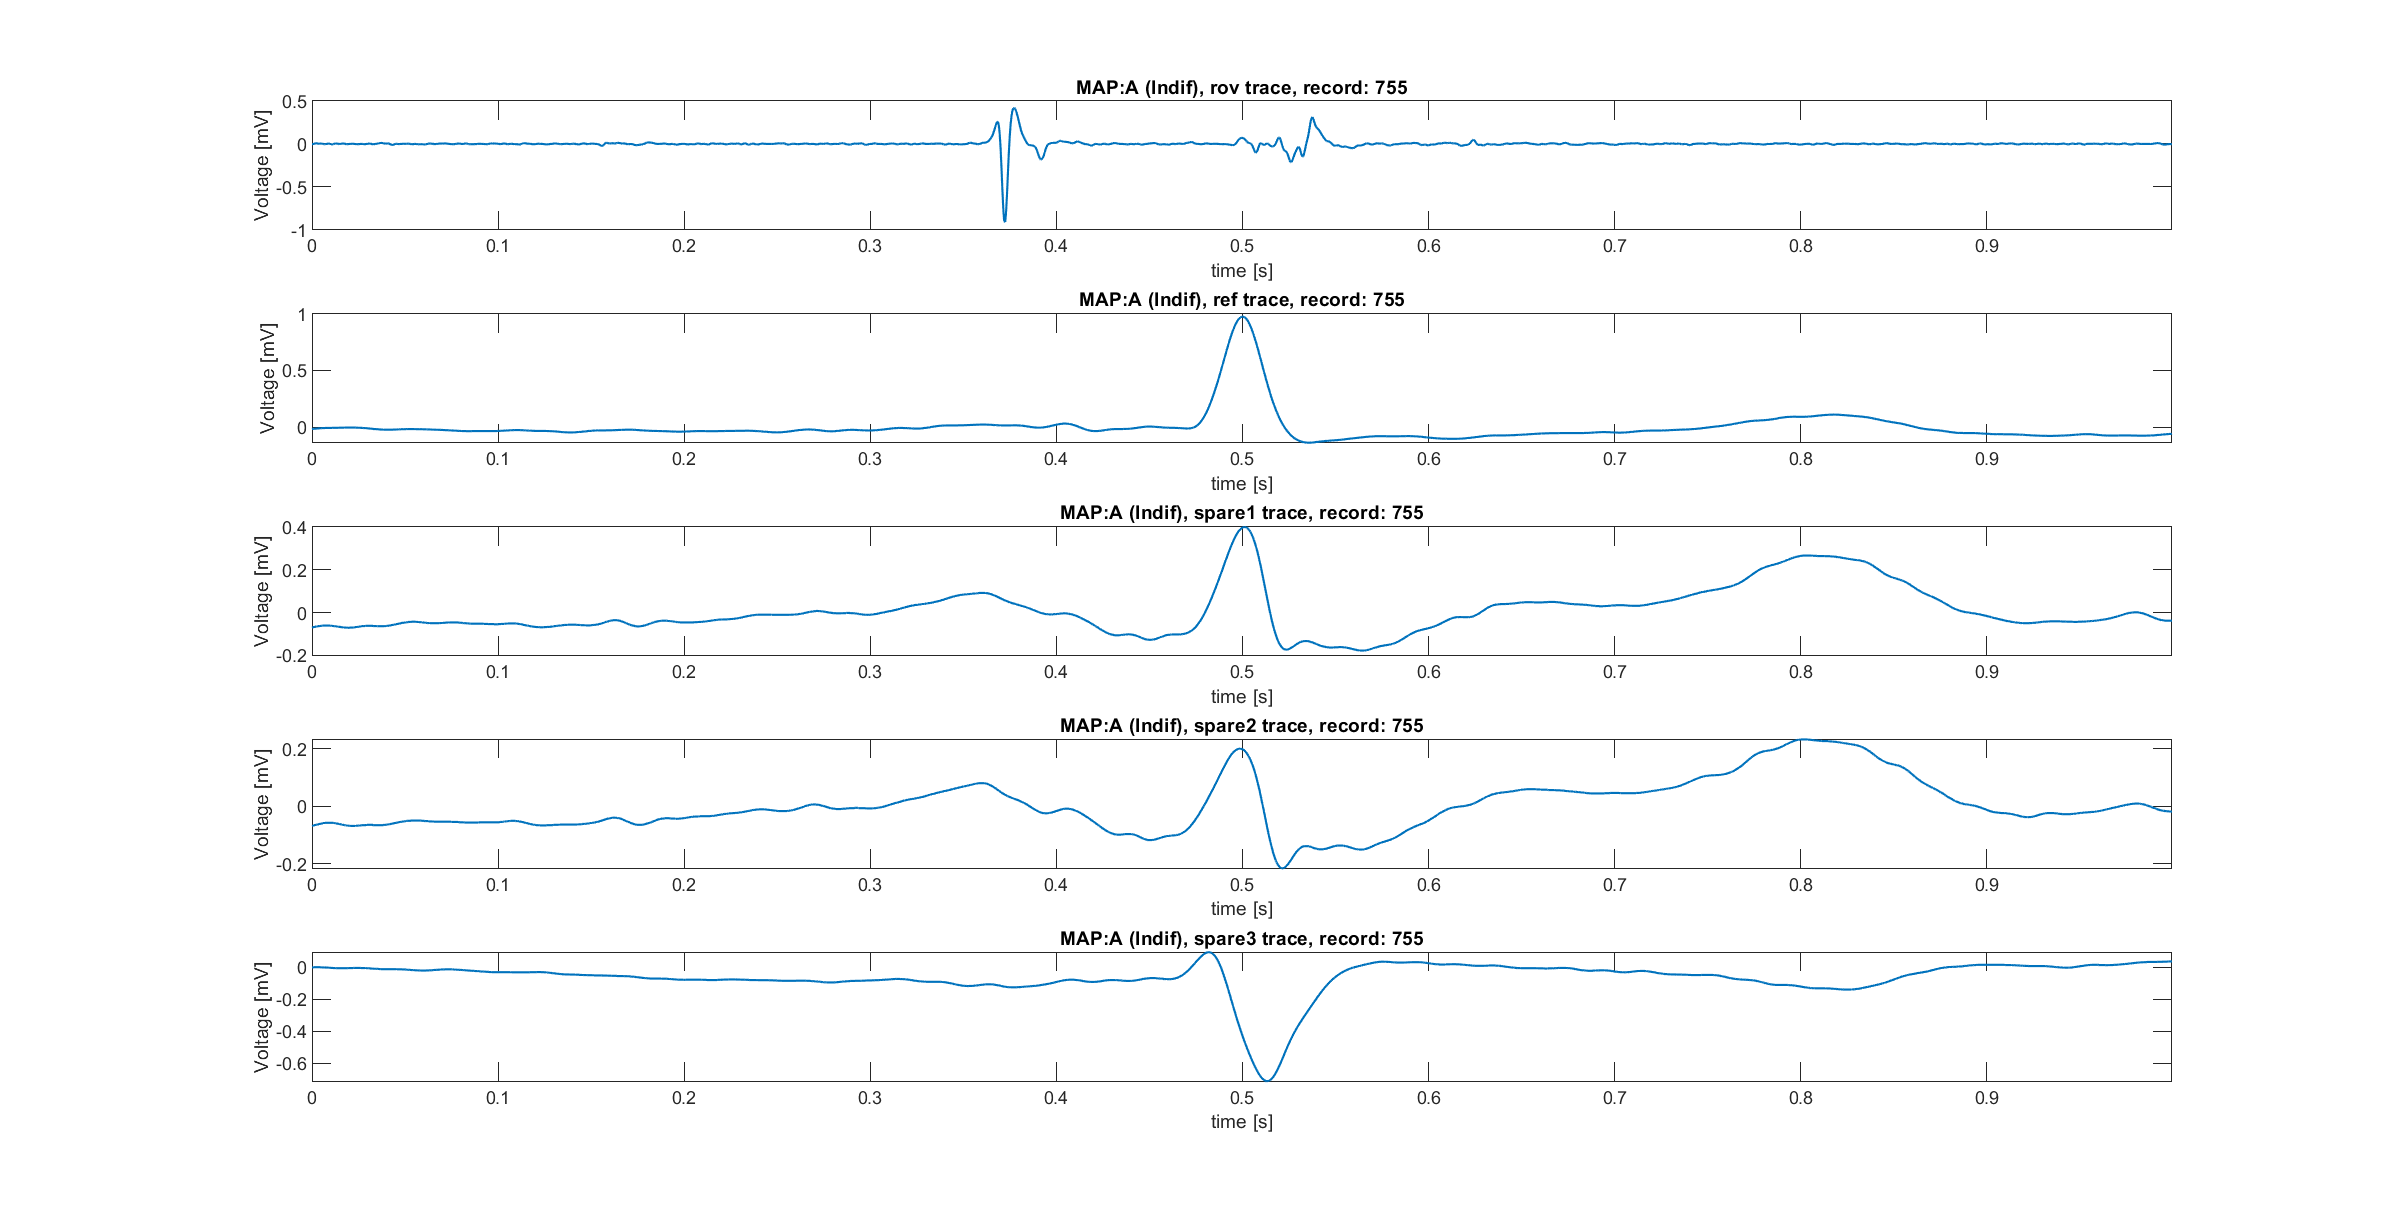 MAP:A (Indif), rov trace, record: 755
Voltage [mV]
0.5
0
-0.5
-1
0 0.1 0.2 0.3 0.4 0.5 0.6 0.7 0.8 0.9
time [s]
MAP:A (Indif), ref trace, record: 755
Voltage [mV]
1
0.5
0
0 0.1 0.2 0.3 0.4 0.5 0.6 0.7 0.8 0.9
time [s]
MAP:A (Indif), spare1 trace, record: 755
Voltage [mV]
0.4
0.2
0
-0.2
0 0.1 0.2 0.3 0.4 0.5 0.6 0.7 0.8 0.9
time [s]
MAP:A (Indif), spare2 trace, record: 755
Voltage [mV]
0.2
0
-0.2
0 0.1 0.2 0.3 0.4 0.5 0.6 0.7 0.8 0.9
time [s]
MAP:A (Indif), spare3 trace, record: 755
Voltage [mV]
0
-0.2
-0.4
-0.6
0 0.1 0.2 0.3 0.4 0.5 0.6 0.7 0.8 0.9
time [s]